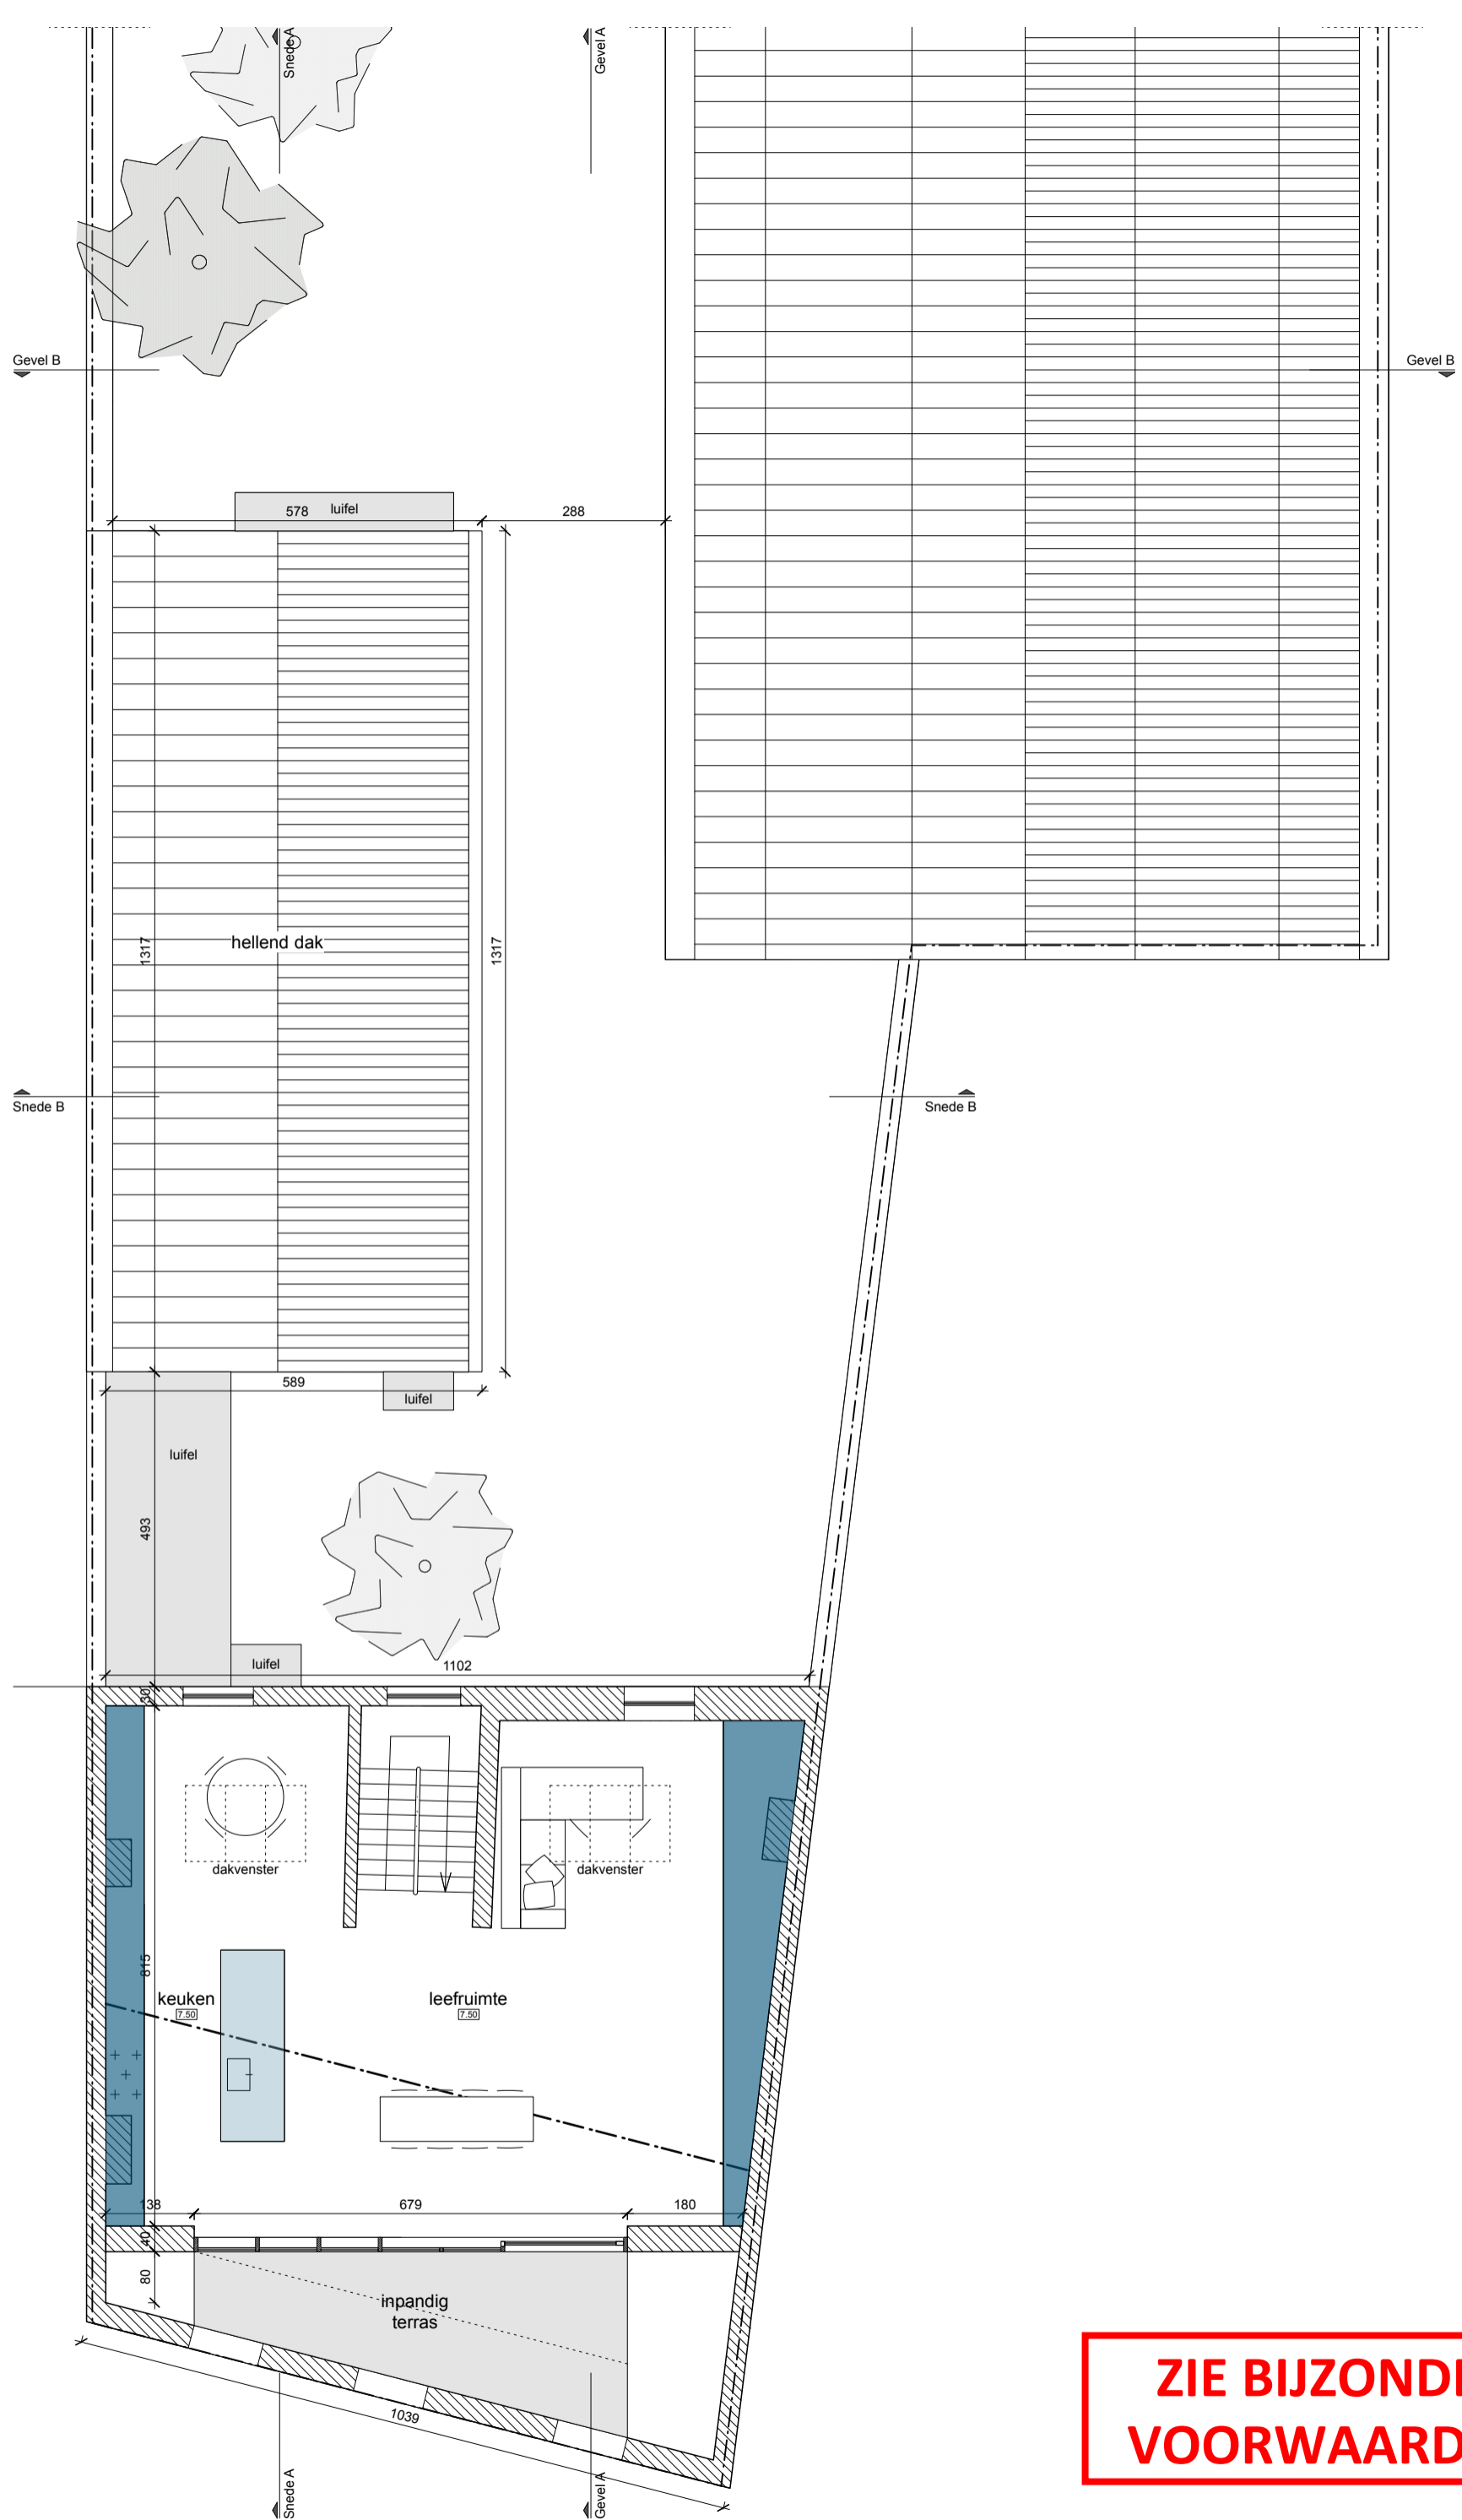 Snede A
Gevel A
Gevel B
Gevel B
578
luifel
288
1317
hellend dak
1317
Snede B
Snede B
589
luifel
luifel
493
luifel
1102
30
dakvenster
dakvenster
815
keuken
7.50
leefruimte
7.50
138
679
180
40
80
inpandig
terras
1039
Snede A
Gevel A
ZIE BIJZOND
VOORWAARD